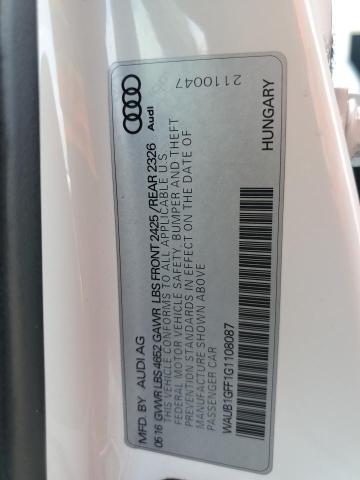 Audi
2110047
MFD. BY AUDI AG
0516 GVWR LBS 4652 GAWR LBS FRONT 2425/REAR 2326
THIS VEHICLE CONFORMS TO ALL APPLICABLE U.S
FEDERAL MOTOR VEHICLE SAFETY, BUMPER AND THEFT
PREVENTION STANDARDS IN EFFECT ON THE DATE OF
MANUFACTURE SHOWN ABOVE
PASSENGER CAR
WAUB1GFF1G1108087
HUNGARY